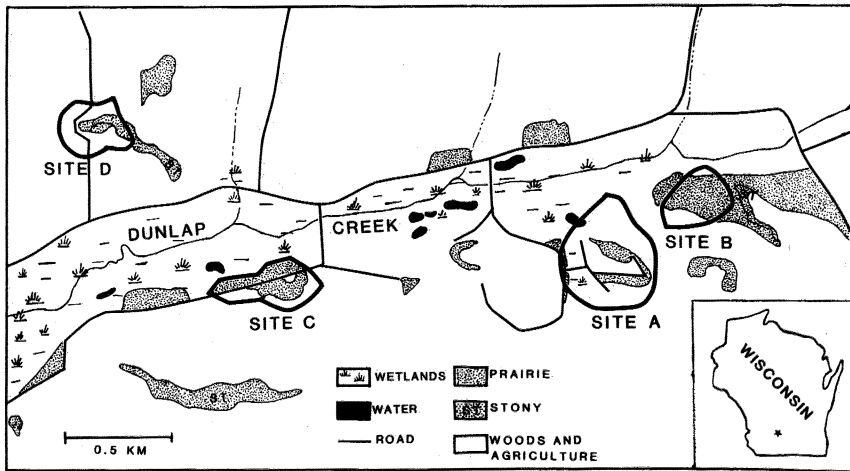 SITE D
DUNLAP
CREEK
SITE B
SITE A
SITE C
ST
WETLANDS
PRAIRIE
WATER
ST
STONY
ROAD
WOODS AND
AGRICULTURE
0.5 KM
WISCONSIN